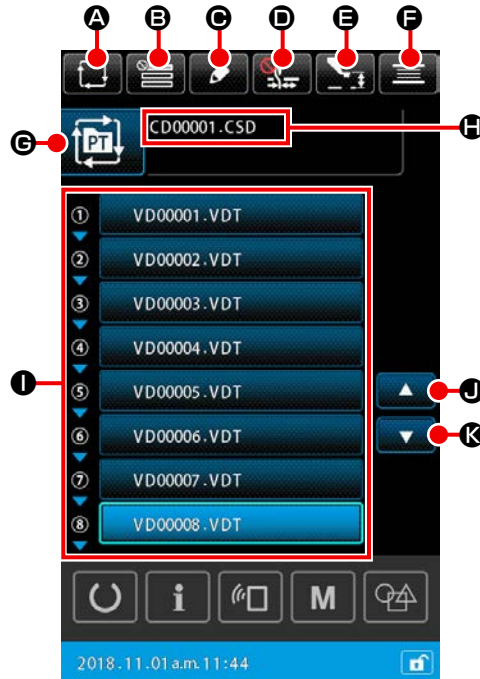 A B C D E F
G PT CD00001.CSD H
① VD00001.VDT
② VD00002.VDT
③ VD00003.VDT
④ VD00004.VDT
I ⑤ VD00005.VDT J
⑥ VD00006.VDT K
⑦ VD00007.VDT
⑧ VD00008.VDT
i M
2018.11.01 a.m. 11:44